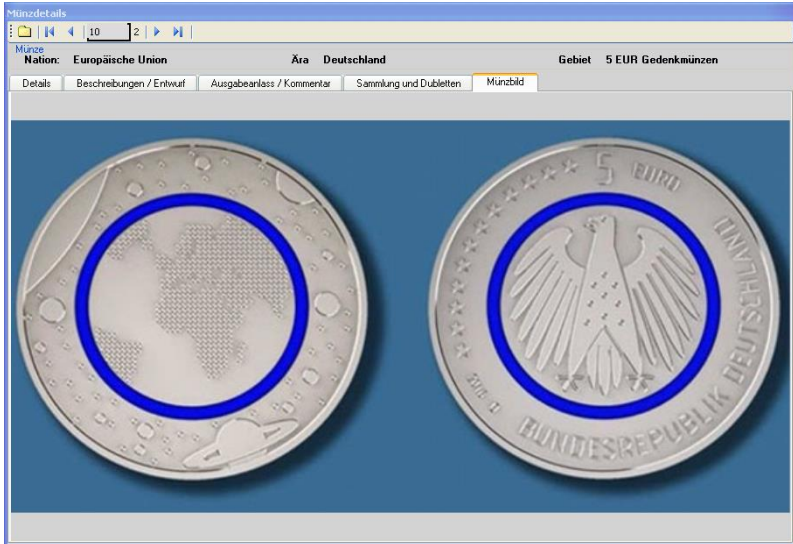 Münzdetails
10 2
Münze
Nation: Europäische Union Ära Deutschland Gebiet 5 EUR Gedenkmünzen
Details Beschreibungen / Entwurf Ausgabeanlass / Kommentar Sammlung und Dubletten Münzbild
5 EURO
BUNDESREPUBLIK DEUTSCHLAND